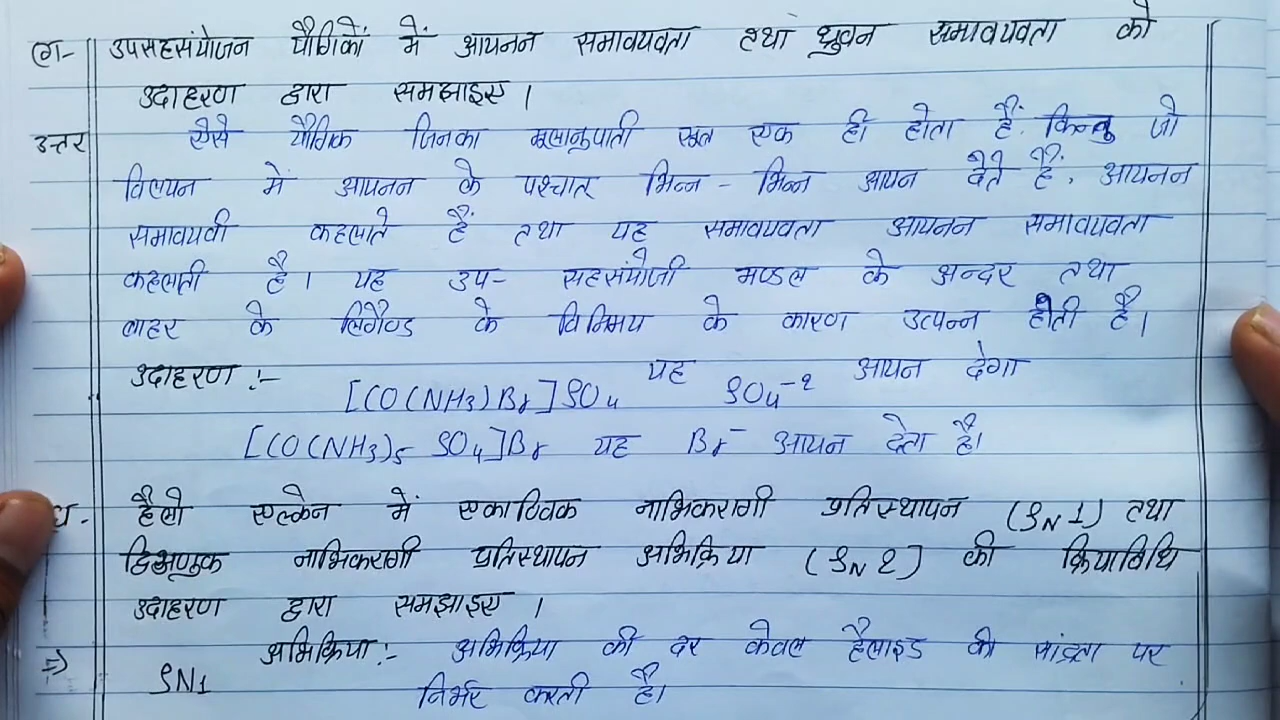 ग- उपसहसंयोजन यौगिकों में आयनन समावयवता तथा ध्रुवन समावयवता को
उदाहरण द्वारा समझाइए।
उत्तर ऐसे यौगिक जिनका मूलानुपाती सूत्र एक ही होता है. किन्तु जो
विलयन में आयनन के पश्चात् भिन्न - भिन्न आयन देते हैं, आयनन
समावयवी कहलाते हैं तथा यह समावयवता आयनन समावयवता
कहलाती है। यह उप- सहसंयोजी मण्डल के अन्दर तथा
बाहर के लिगैण्ड के विनिमय के कारण उत्पन्न होती है।
उदाहरण :- [CO(NH3)Br]SO4 यह SO4⁻² आयन देगा
[CO(NH3)5 SO4]Br यह Br⁻ आयन देता है।
घ- हैलो एल्केन में एकाण्विक नाभिकरागी प्रतिस्थापन (SN1) तथा
द्विअणुक नाभिकरागी प्रतिस्थापन अभिक्रिया (SN2) की क्रियाविधि
उदाहरण द्वारा समझाइए।
⇒ SN1 अभिक्रिया:- अभिक्रिया की दर केवल हैलाइड की सांद्रता पर
निर्भर करती है।